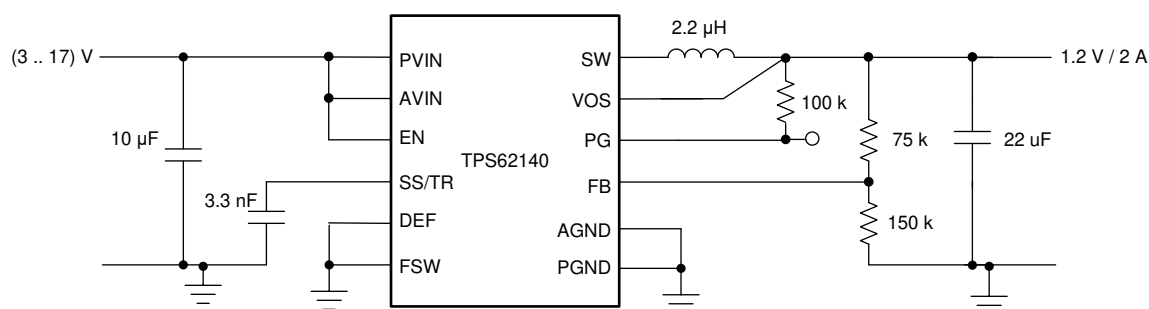 2.2 µH
(3 .. 17) V
PVIN
SW
1.2 V / 2 A
AVIN
VOS
100 k
10 µF
EN
PG
75 k
22 uF
TPS62140
3.3 nF
SS/TR
FB
DEF
AGND
150 k
FSW
PGND